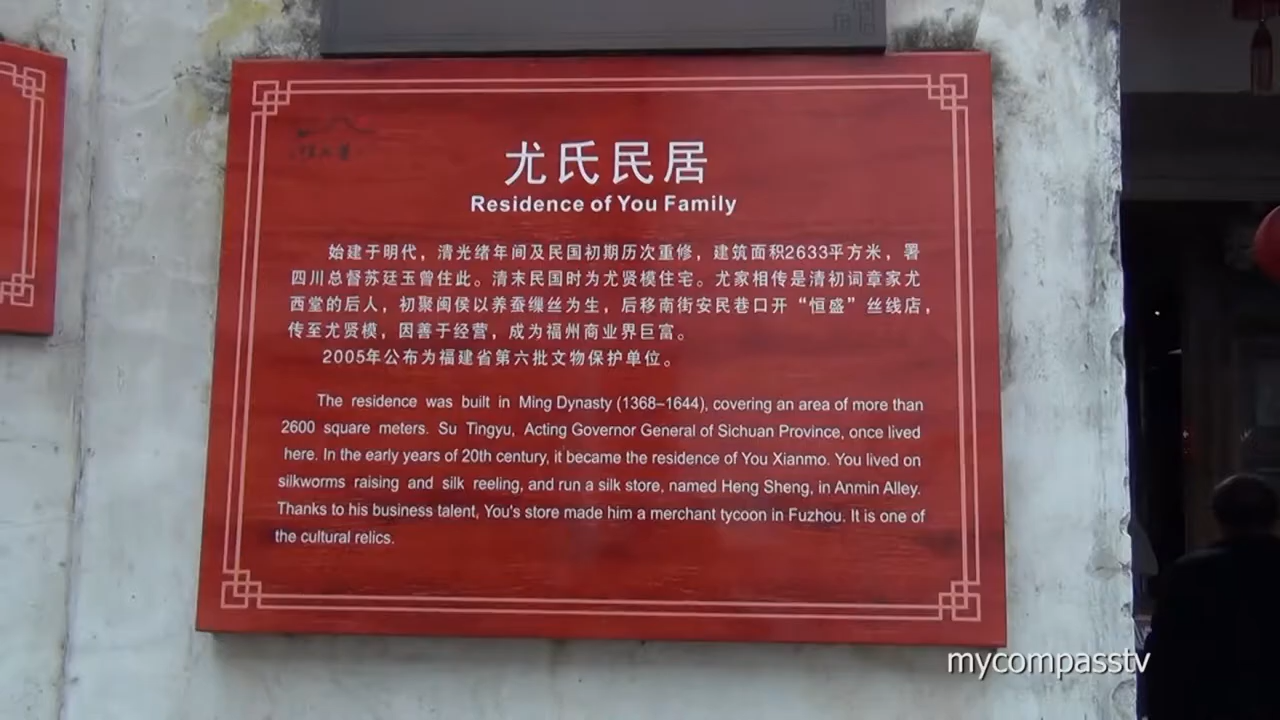 尤氏民居
Residence of You Family
始建于明代，清光绪年间及民国初期历次重修，建筑面积2633平方米，署
四川总督苏廷玉曾住此。清末民国时为尤贤模住宅。尤家相传是清初词章家尤
西堂的后人，初聚闽侯以养蚕缫丝为生，后移南街安民巷口开“恒盛”丝线店，
传至尤贤模，因善于经营，成为福州商业界巨富。
2005年公布为福建省第六批文物保护单位。
The residence was built in Ming Dynasty (1368–1644), covering an area of more than
2600 square meters. Su Tingyu, Acting Governor General of Sichuan Province, once lived
here. In the early years of 20th century, it became the residence of You Xianmo. You lived on
silkworms raising and silk reeling, and run a silk store, named Heng Sheng, in Anmin Alley.
Thanks to his business talent, You's store made him a merchant tycoon in Fuzhou. It is one of
the cultural relics.
mycompasstv